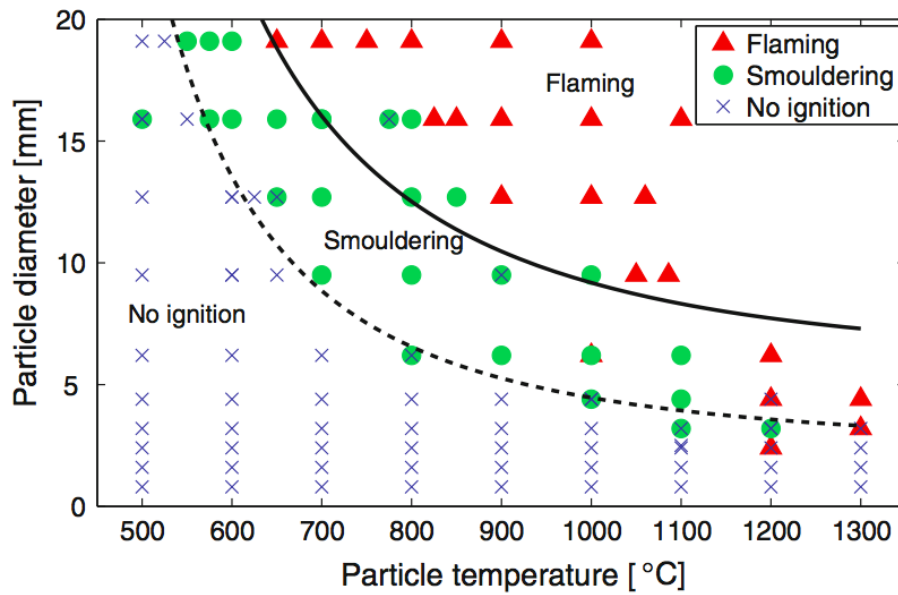 20
15
10
5
0
Particle diameter [mm]
Flaming
Smouldering
No ignition
Flaming
Smouldering
No ignition
500 600 700 800 900 1000 1100 1200 1300
Particle temperature [°C]